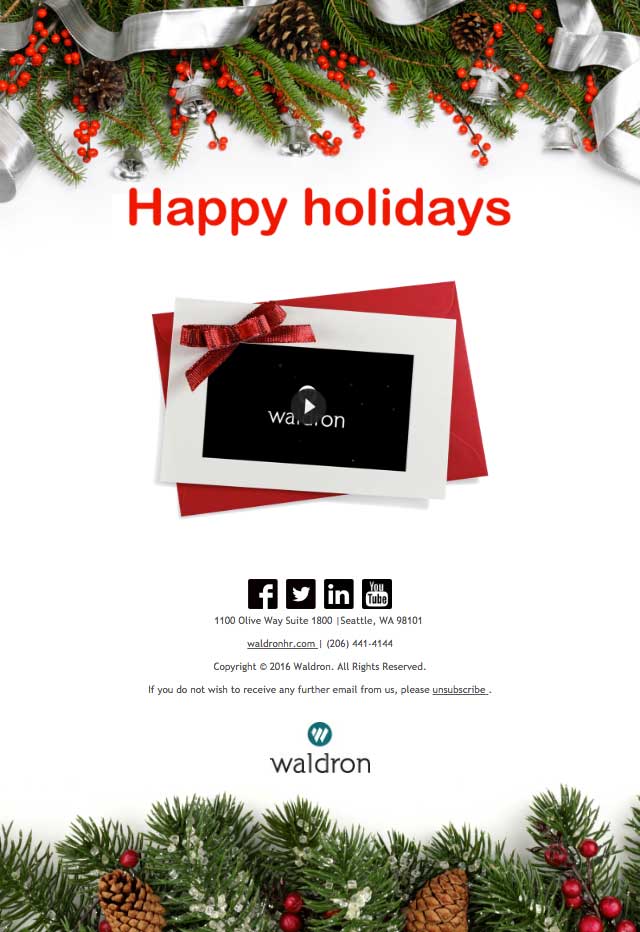 Happy holidays
waldron
f
in
You
Tube
1100 Olive Way Suite 1800 |Seattle, WA 98101
waldronhr.com | (206) 441-4144
Copyright © 2016 Waldron. All Rights Reserved.
If you do not wish to receive any further email from us, please unsubscribe .
waldron